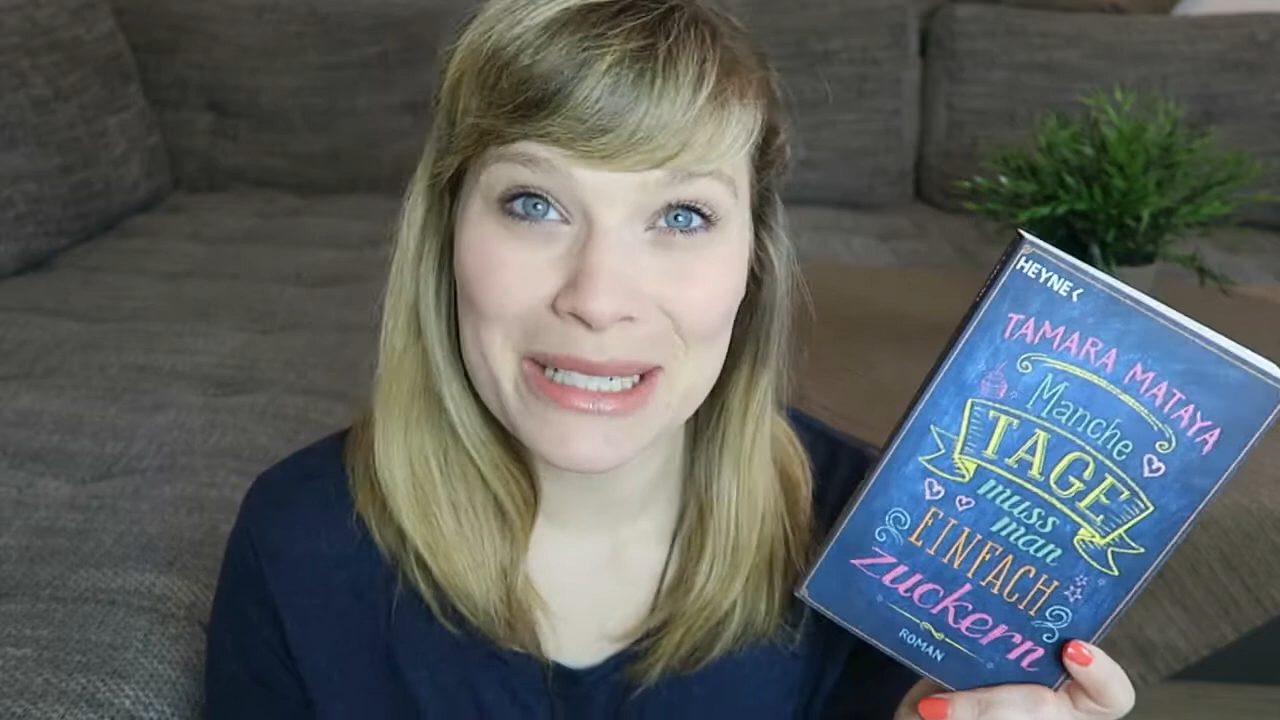 HEYNE <
TAMARA MATAYA
Manche
TAGE
muss
man
EINFACH
zuckern
ROMAN